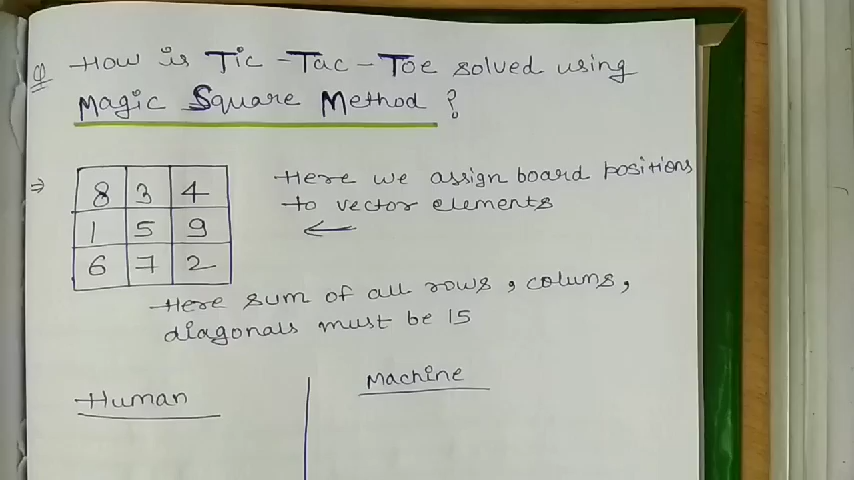 Q How is Tic-Tac-Toe solved using
Magic Square Method ?
⇒
8 3 4
1 5 9
6 7 2
Here we assign board positions
to vector elements
←
Here sum of all rows, colums,
diagonals must be 15
Human
Machine